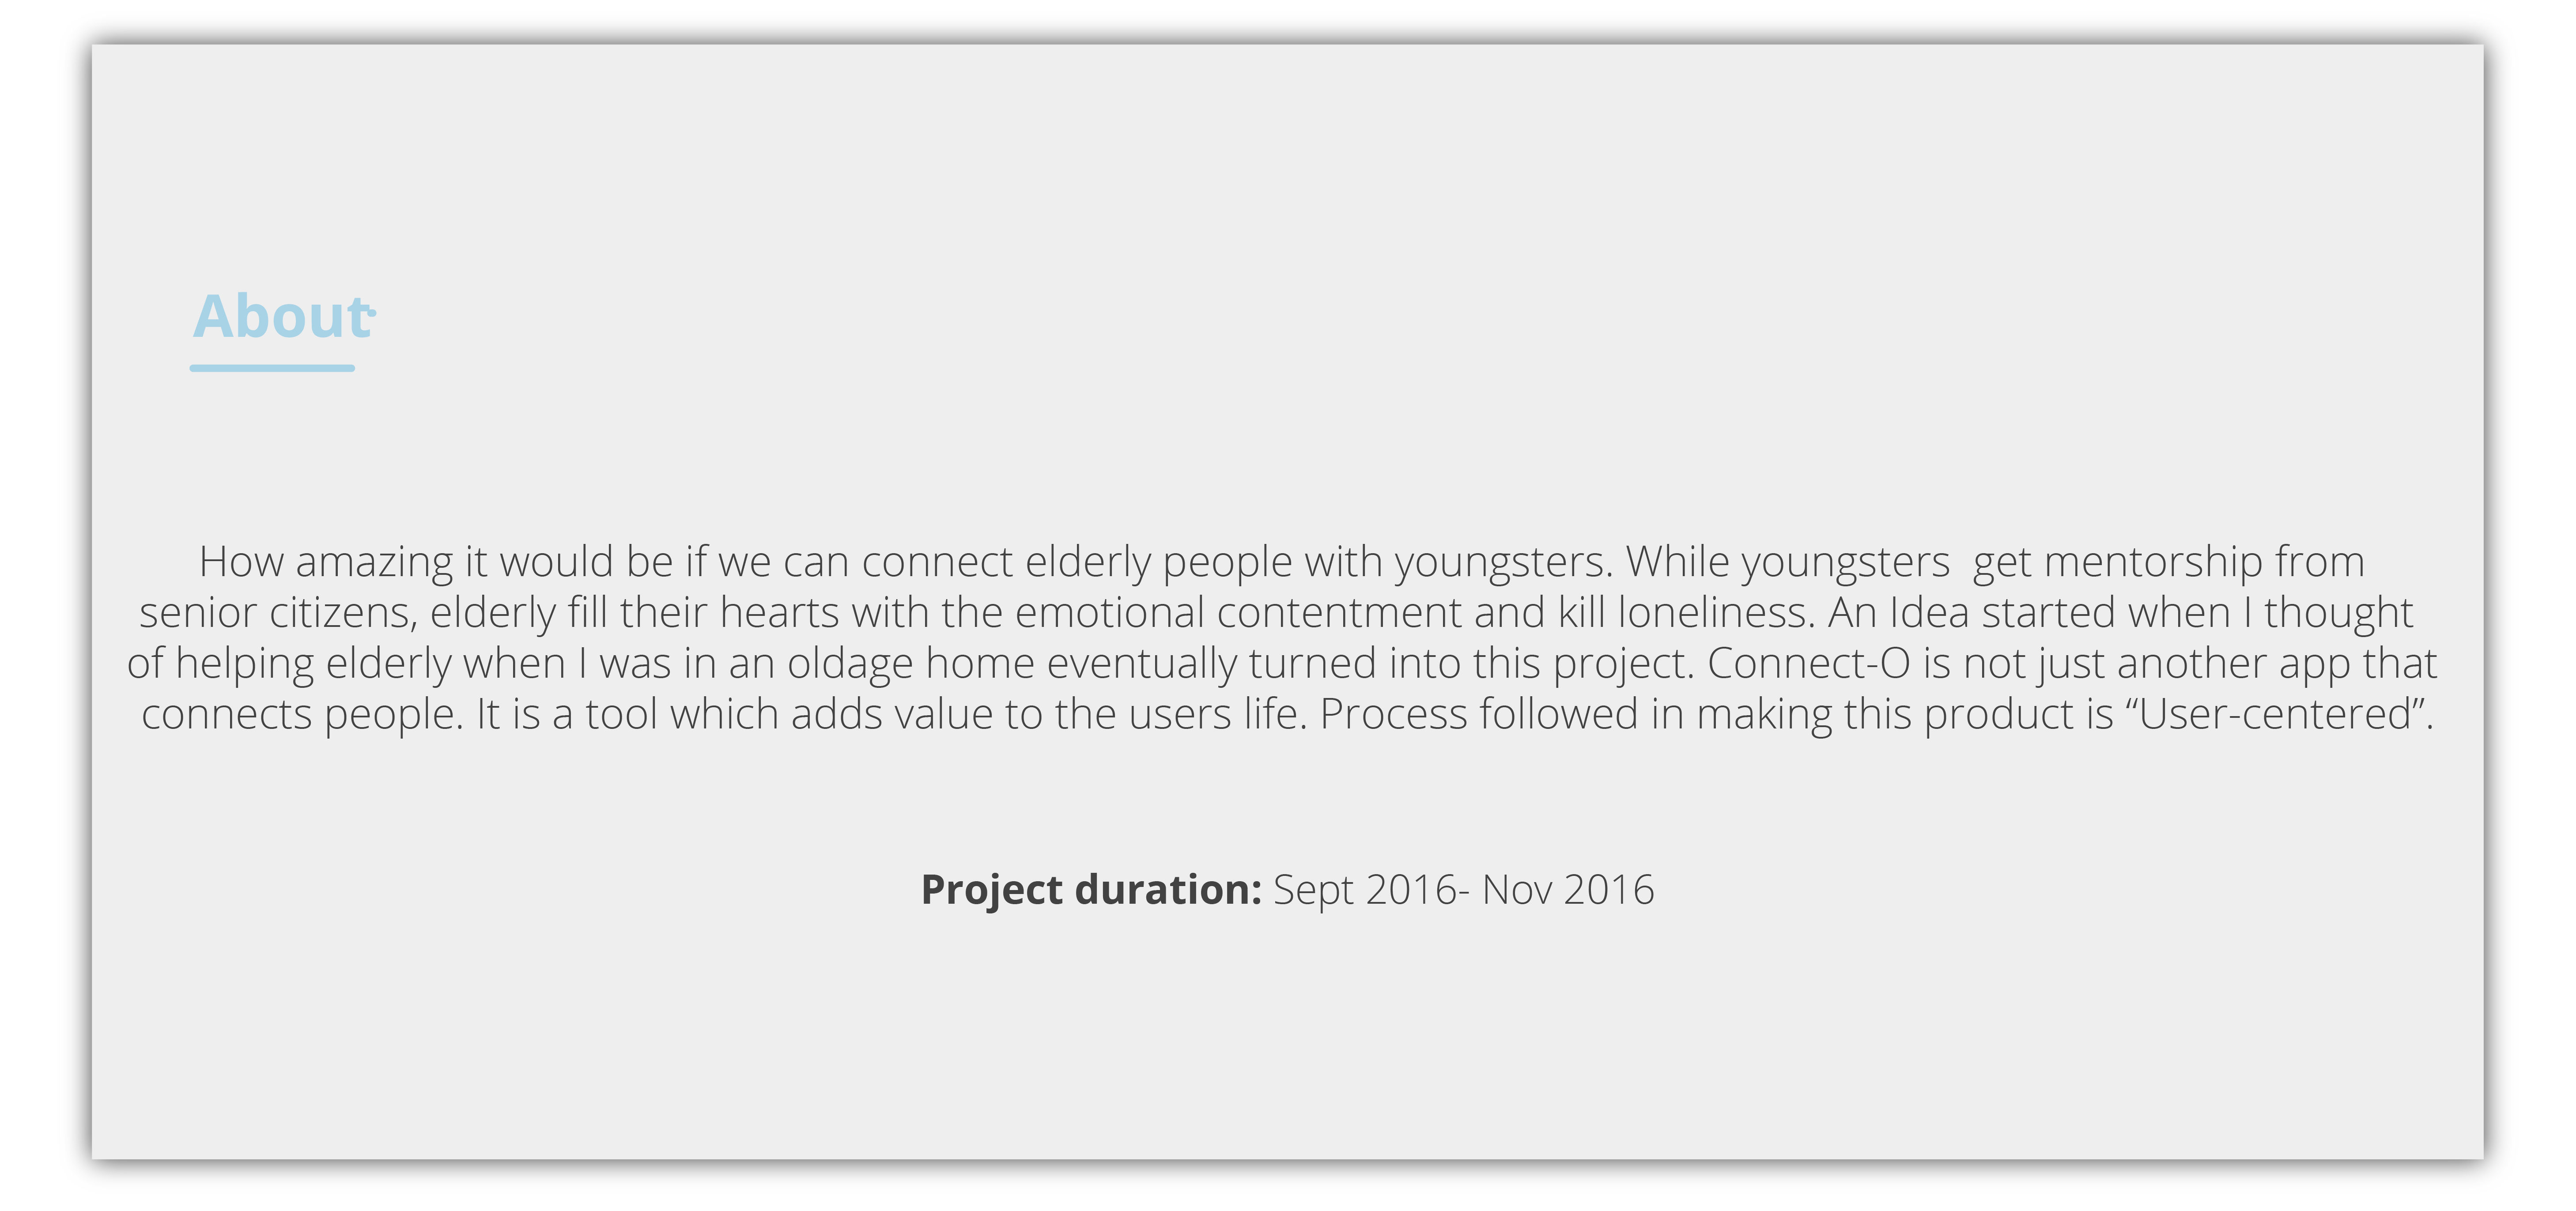 About
How amazing it would be if we can connect elderly people with youngsters. While youngsters  get mentorship from
senior citizens, elderly fill their hearts with the emotional contentment and kill loneliness. An Idea started when I thought
of helping elderly when I was in an oldage home eventually turned into this project. Connect-O is not just another app that
connects people. It is a tool which adds value to the users life. Process followed in making this product is “User-centered”.
Project duration: Sept 2016- Nov 2016